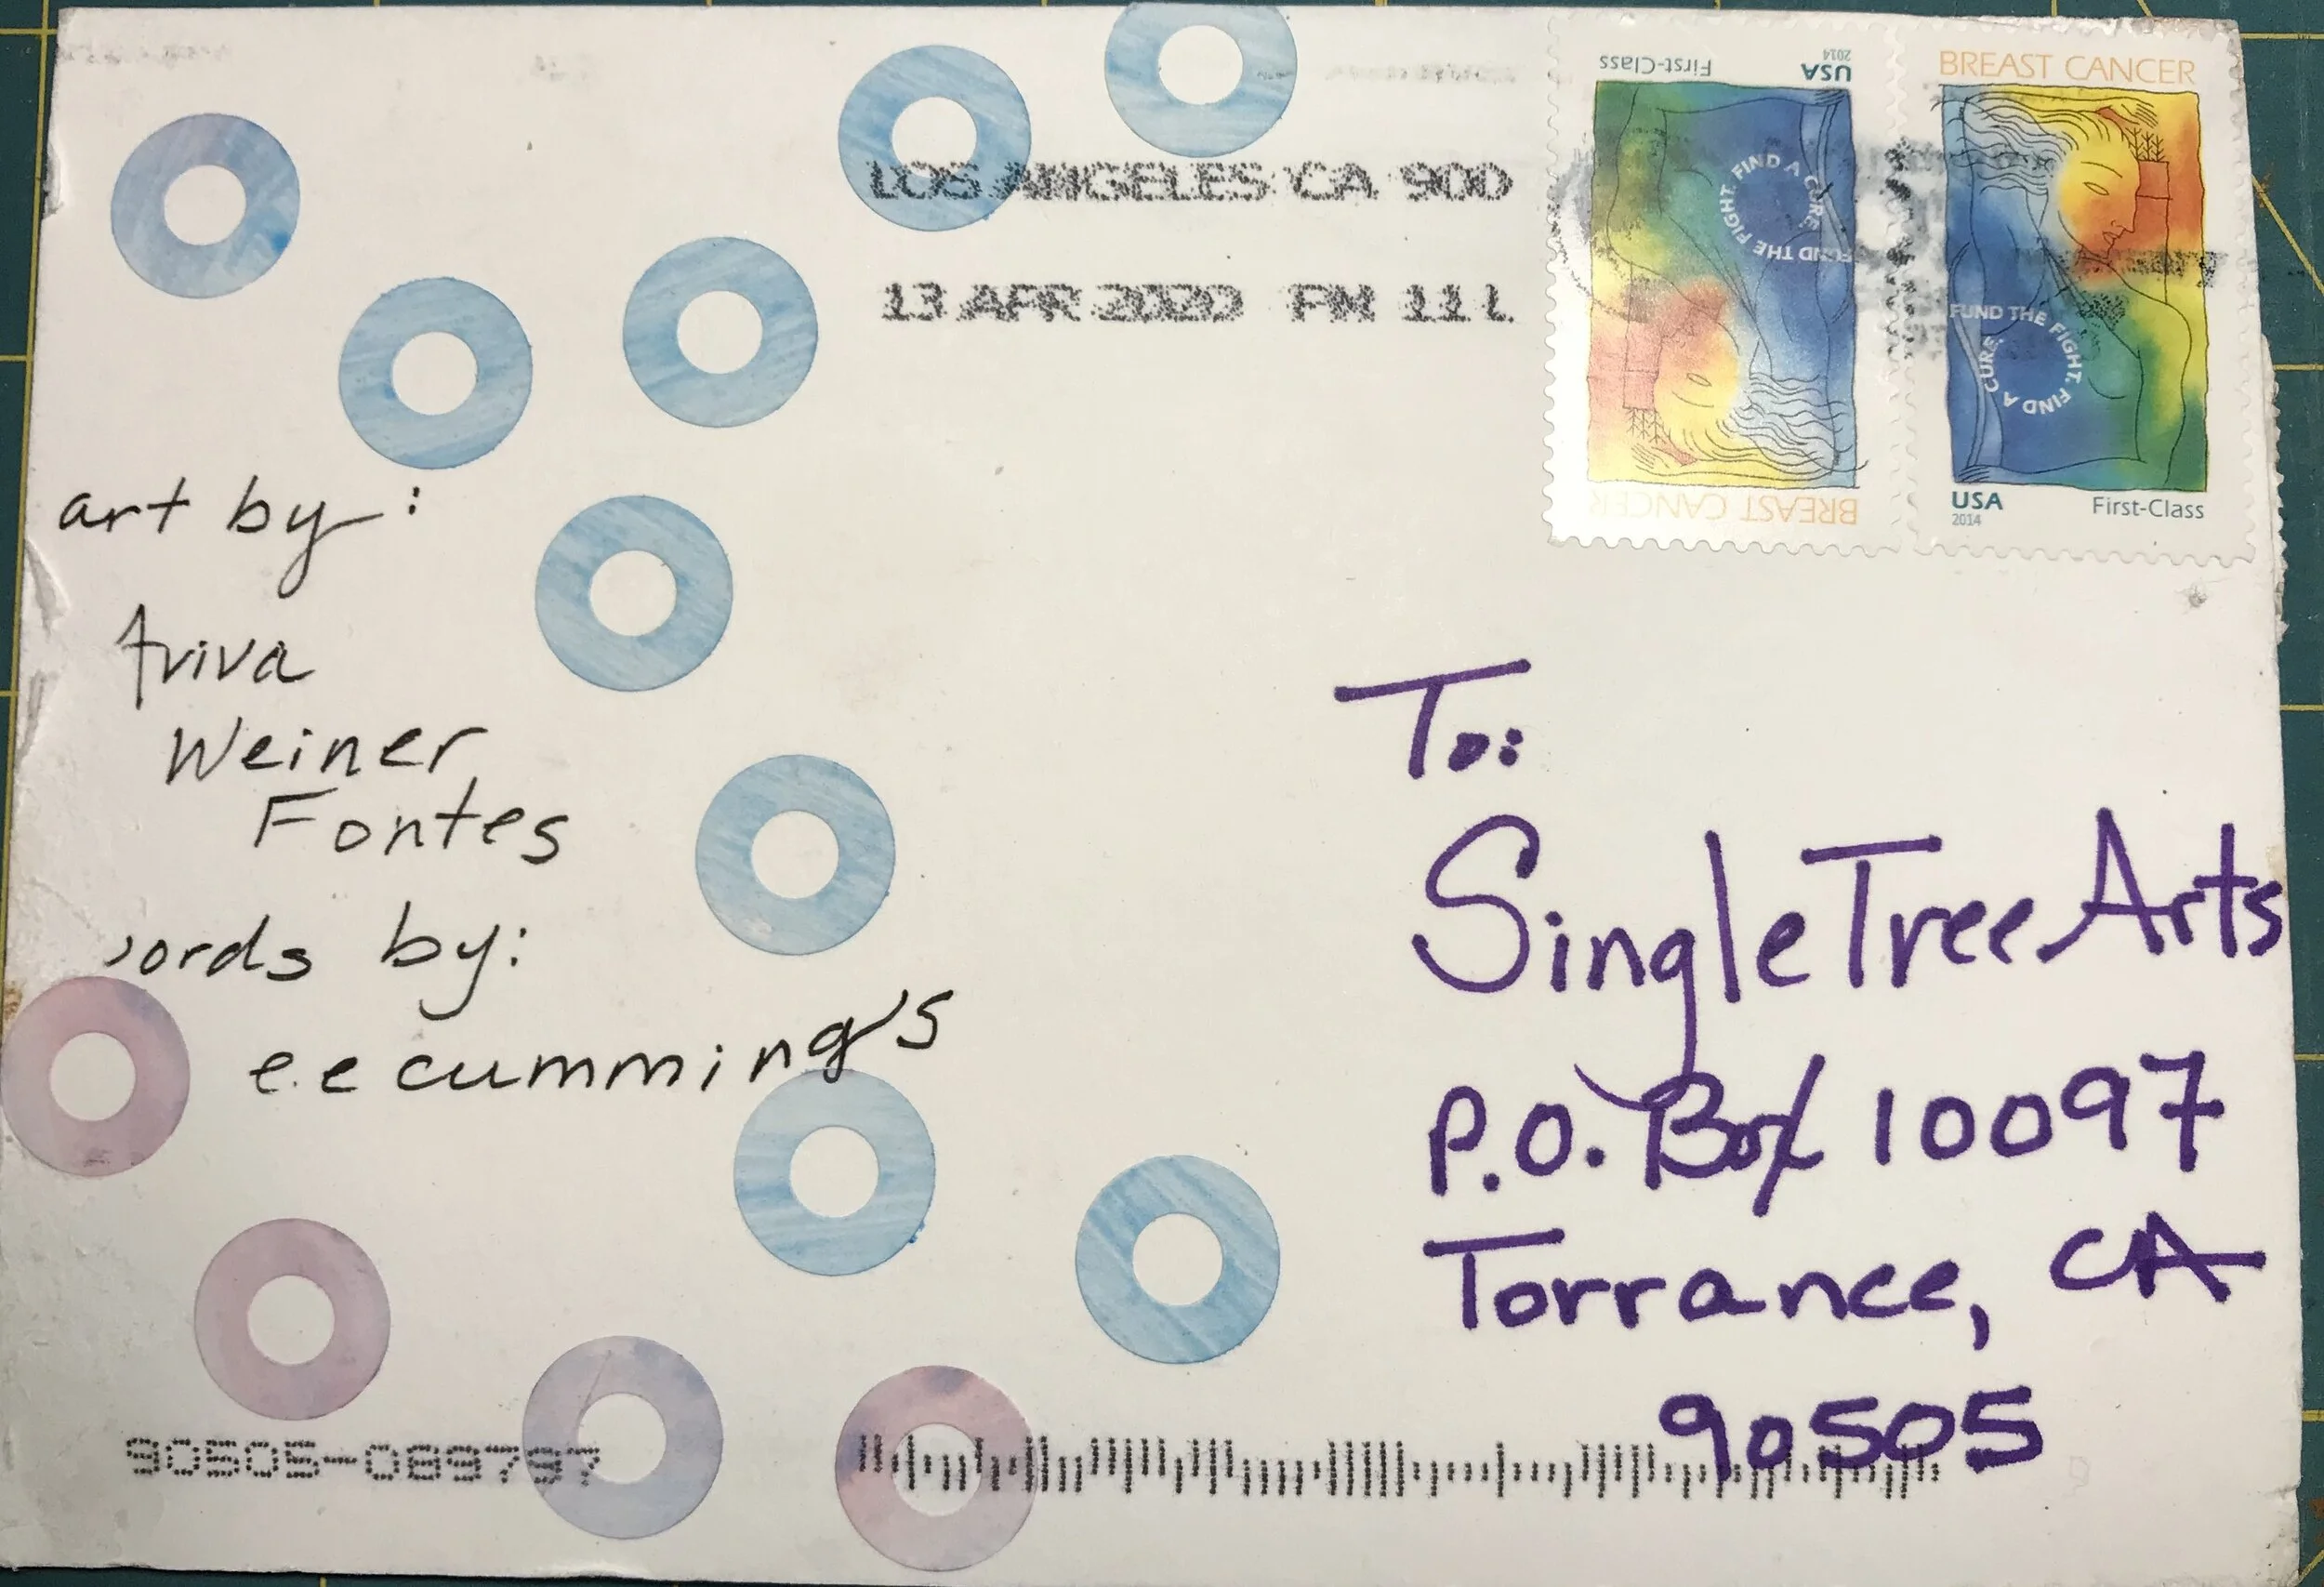 LOS ANGELES CA 900
13 APR 2020 PM 11 L
First-Class USA
2014
FIND A CURE. FUND THE FIGHT.
BREAST CANCER
BREAST CANCER
FUND THE FIGHT. FIND A CURE.
USA First-Class
2014
art by:
Aviva
Weiner
Fontes
words by:
e.e cummings
To:
SingleTreeArts
P.O. Box 10097
Torrance, CA
90505
90505-089797